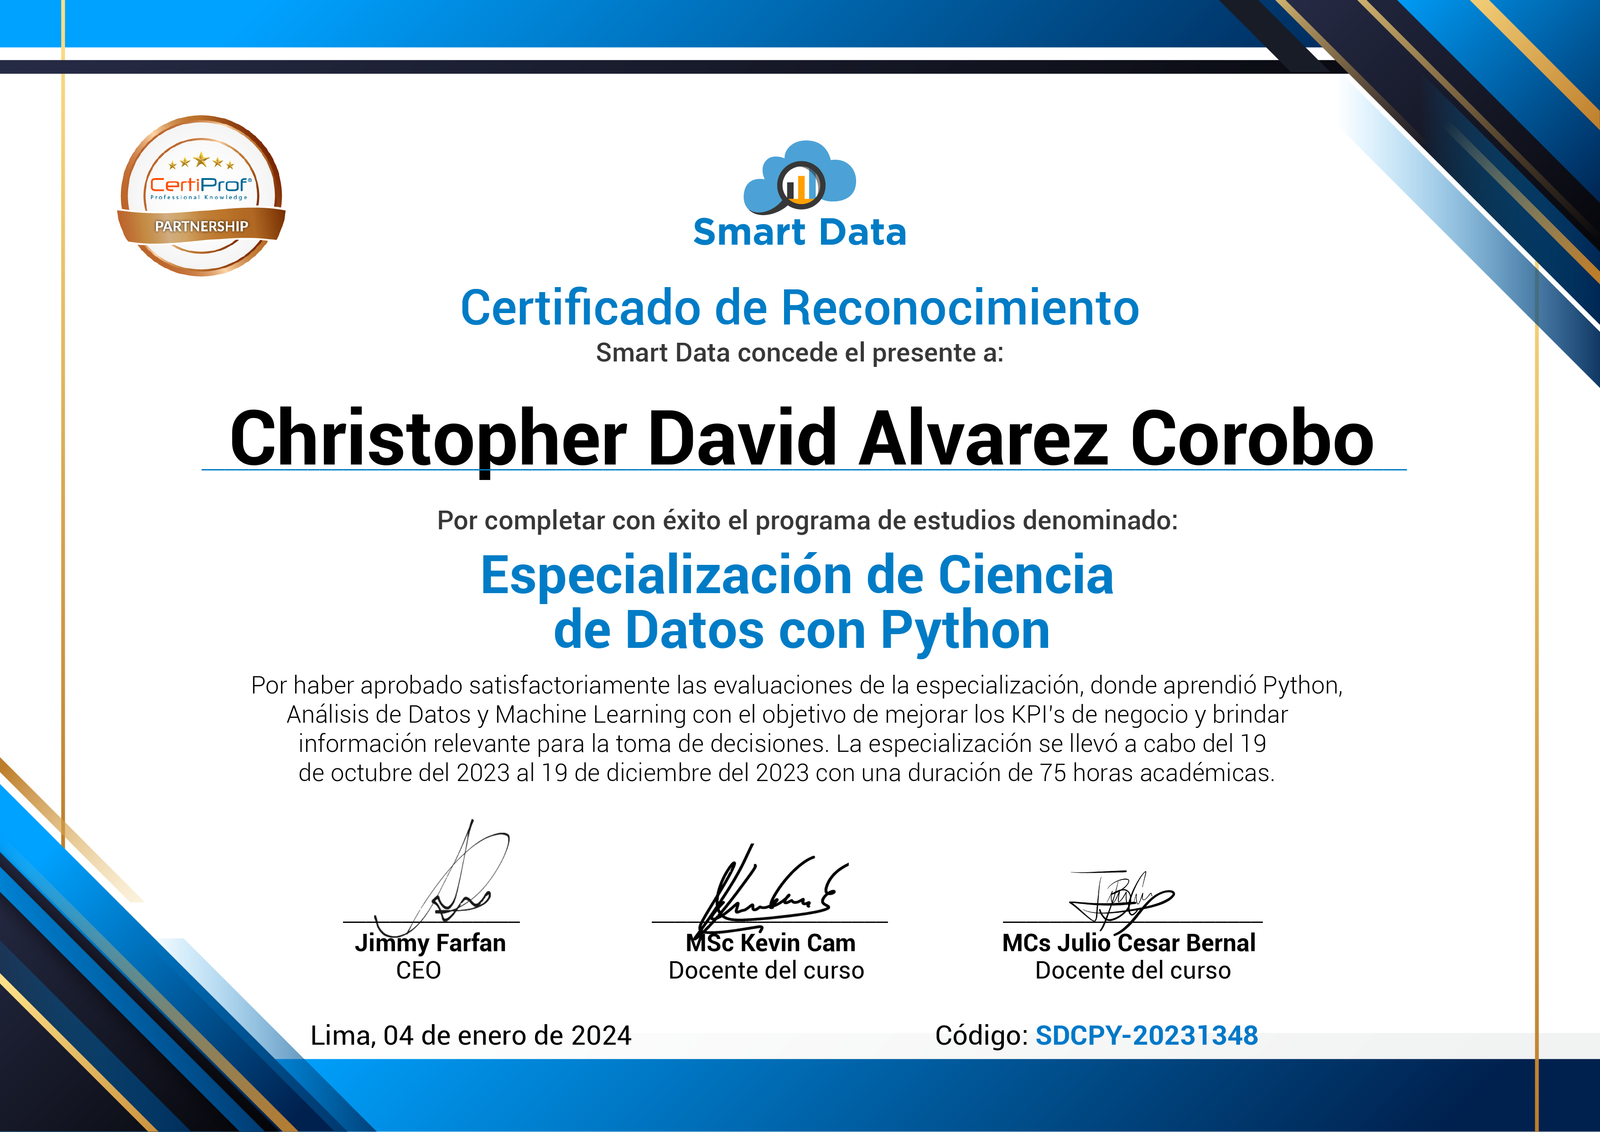 CertiProf®
Professional Knowledge
PARTNERSHIP
Smart Data
Certificado de Reconocimiento
Smart Data concede el presente a:
Christopher David Alvarez Corobo
Por completar con éxito el programa de estudios denominado:
Especialización de Ciencia
de Datos con Python
Por haber aprobado satisfactoriamente las evaluaciones de la especialización, donde aprendió Python,
Análisis de Datos y Machine Learning con el objetivo de mejorar los KPI's de negocio y brindar
información relevante para la toma de decisiones. La especialización se llevó a cabo del 19
de octubre del 2023 al 19 de diciembre del 2023 con una duración de 75 horas académicas.
Jimmy Farfan
CEO
MSc Kevin Cam
Docente del curso
MCs Julio Cesar Bernal
Docente del curso
Lima, 04 de enero de 2024
Código: SDCPY-20231348